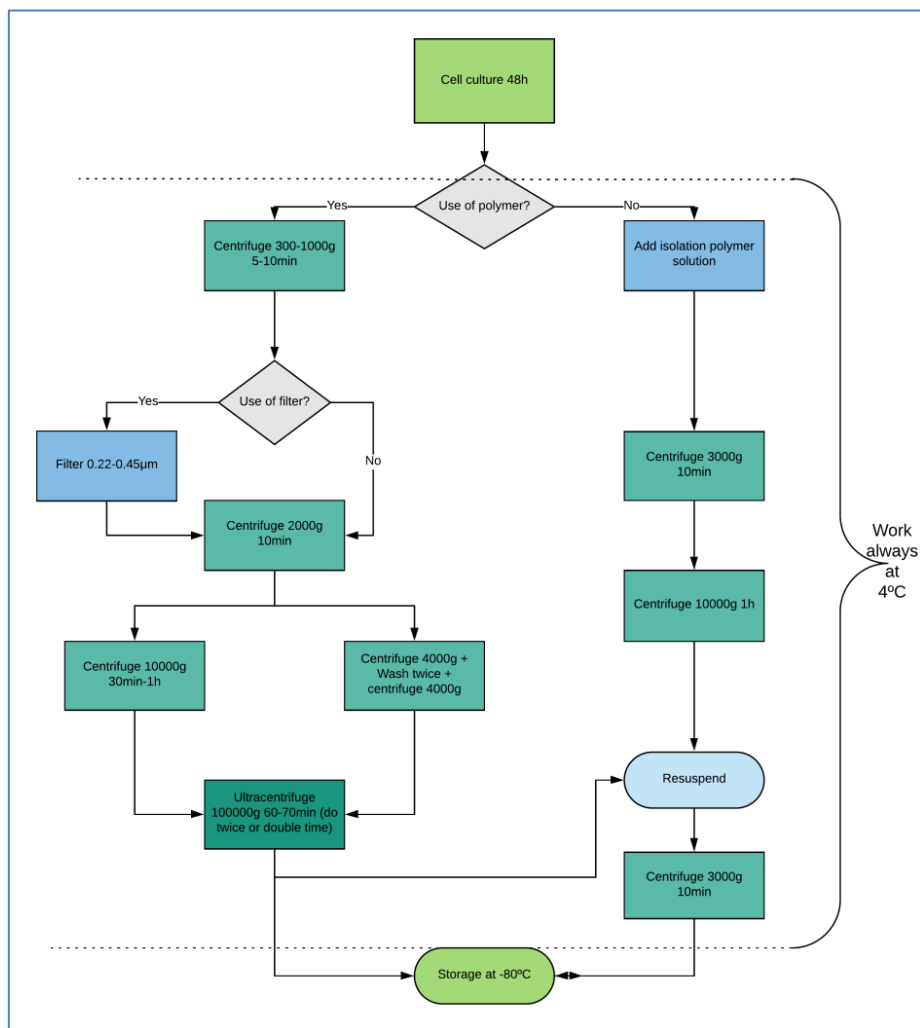 Cell culture 48h
Use of polymer?
Yes
No
Centrifuge 300-1000g
5-10min
Add isolation polymer
solution
Use of filter?
Yes
No
Filter 0.22-0.45µm
Centrifuge 3000g
10min
Centrifuge 2000g
10min
Work
always
at
4ºC
Centrifuge 10000g 1h
Centrifuge 10000g
30min-1h
Centrifuge 4000g +
Wash twice +
centrifuge 4000g
Ultracentrifuge
100000g 60-70min (do
twice or double time)
Resuspend
Centrifuge 3000g
10min
Storage at -80ºC